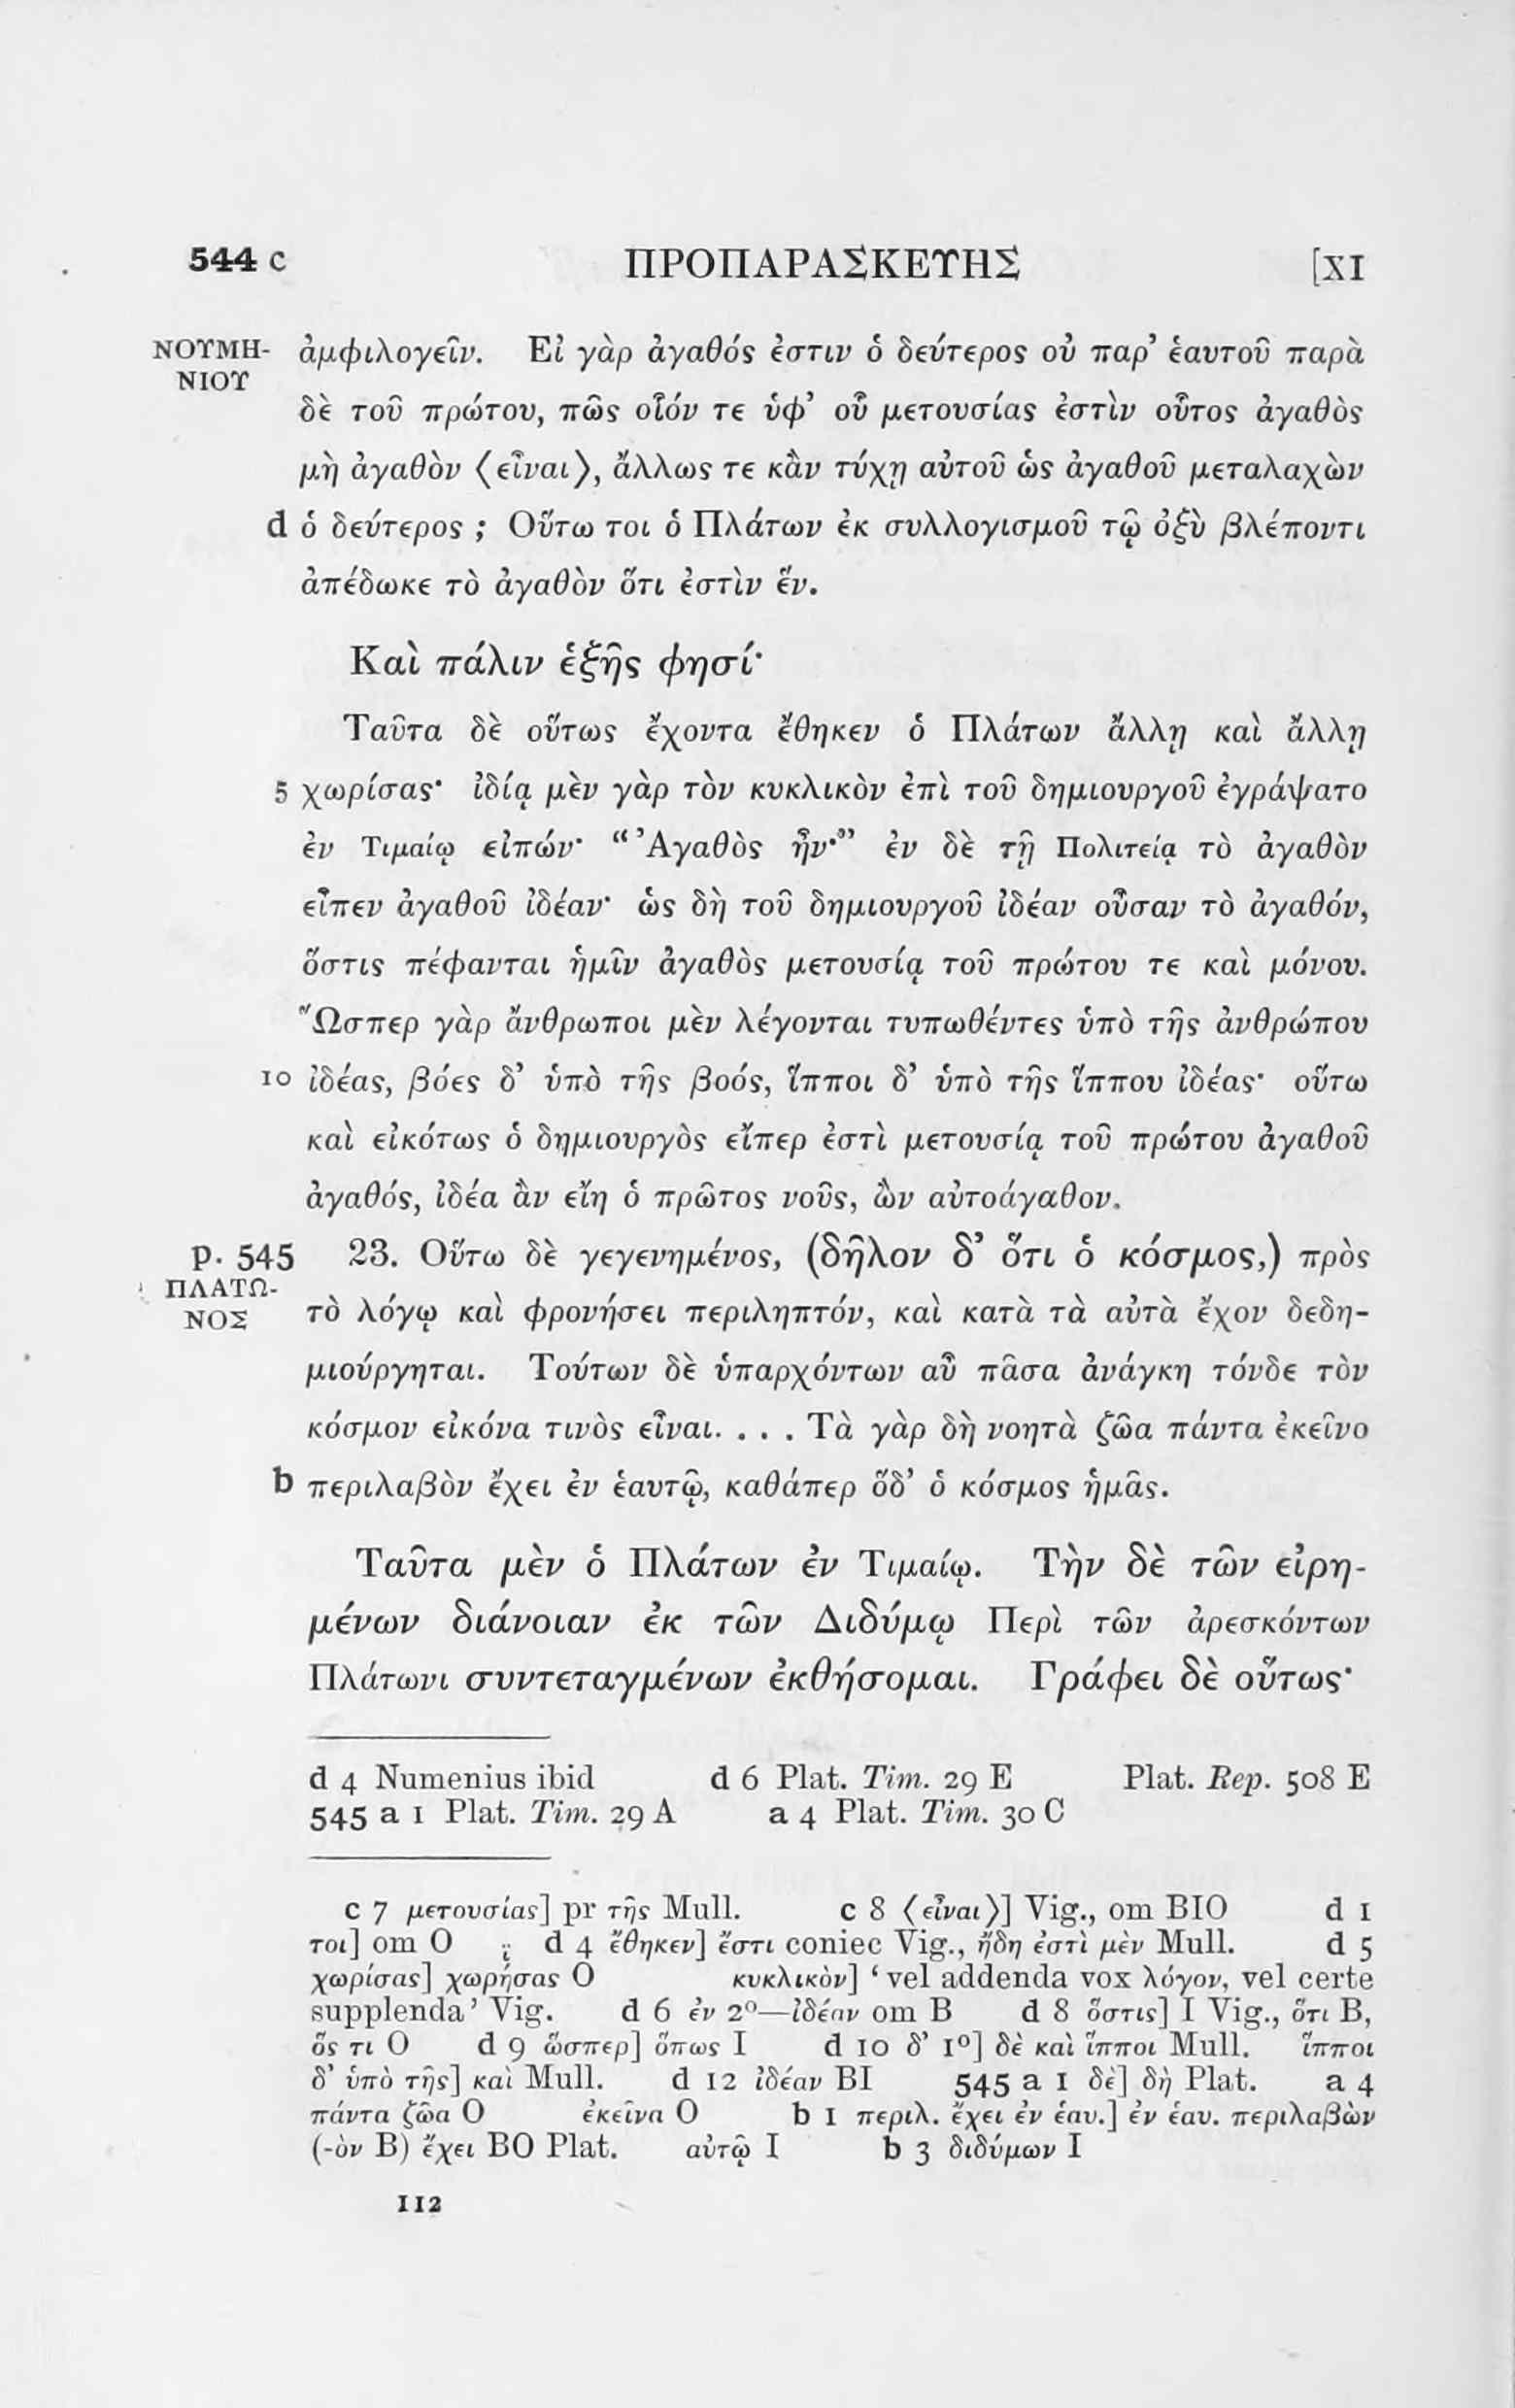 544 c ΠΡΟΠΑΡΑΣΚΕΥΗΣ [XI
ΝΟΥΜΗ- ἀμφιλογεῖν. Εἰ γὰρ ἀγαθός ἐστιν ὁ δεύτερος οὐ παρ’ ἑαυτοῦ παρὰ
ΝΙΟΥ
δὲ τοῦ πρώτου, πῶς οἷόν τε ὑφ’ οὗ μετουσίας ἐστὶν οὗτος ἀγαθὸς
μὴ ἀγαθὸν ⟨εἶναι⟩, ἄλλως τε κἂν τύχῃ αὐτοῦ ὡς ἀγαθοῦ μεταλαχὼν
d ὁ δεύτερος ; Οὕτω τοι ὁ Πλάτων ἐκ συλλογισμοῦ τῷ ὀξὺ βλέποντι
ἀπέδωκε τὸ ἀγαθὸν ὅτι ἐστὶν ἕν.
Καὶ πάλιν ἑξῆς φησί·
Ταῦτα δὲ οὕτως ἔχοντα ἔθηκεν ὁ Πλάτων ἄλλῃ καὶ ἄλλῃ
5 χωρίσας· ἰδίᾳ μὲν γὰρ τὸν κυκλικὸν ἐπὶ τοῦ δημιουργοῦ ἐγράψατο
ἐν Τιμαίῳ εἰπών· “Ἀγαθὸς ἦν·” ἐν δὲ τῇ Πολιτείᾳ τὸ ἀγαθὸν
εἶπεν ἀγαθοῦ ἰδέαν· ὡς δὴ τοῦ δημιουργοῦ ἰδέαν οὖσαν τὸ ἀγαθόν,
ὅστις πέφανται ἡμῖν ἀγαθὸς μετουσίᾳ τοῦ πρώτου τε καὶ μόνου.
Ὥσπερ γὰρ ἄνθρωποι μὲν λέγονται τυπωθέντες ὑπὸ τῆς ἀνθρώπου
10 ἰδέας, βόες δ’ ὑπὸ τῆς βοός, ἵπποι δ’ ὑπὸ τῆς ἵππου ἰδέας· οὕτω
καὶ εἰκότως ὁ δημιουργὸς εἴπερ ἐστὶ μετουσίᾳ τοῦ πρώτου ἀγαθοῦ
ἀγαθός, ἰδέα ἂν εἴη ὁ πρῶτος νοῦς, ὢν αὐτοάγαθον.
p. 545 23. Οὕτω δὲ γεγενημένος, (δῆλον δ’ ὅτι ὁ κόσμος,) πρὸς
ΠΛΑΤΩ-
ΝΟΣ τὸ λόγῳ καὶ φρονήσει περιληπτόν, καὶ κατὰ τὰ αὐτὰ ἔχον δεδη-
μιούργηται. Τούτων δὲ ὑπαρχόντων αὖ πᾶσα ἀνάγκη τόνδε τὸν
κόσμον εἰκόνα τινὸς εἶναι. . . . Τὰ γὰρ δὴ νοητὰ ζῶα πάντα ἐκεῖνο
b περιλαβὸν ἔχει ἐν ἑαυτῷ, καθάπερ ὅδ’ ὁ κόσμος ἡμᾶς.
Ταῦτα μὲν ὁ Πλάτων ἐν Τιμαίῳ. Τὴν δὲ τῶν εἰρη-
μένων διάνοιαν ἐκ τῶν Διδύμῳ Περὶ τῶν ἀρεσκόντων
Πλάτωνι συντεταγμένων ἐκθήσομαι. Γράφει δὲ οὕτως·
d 4 Numenius ibid d 6 Plat. Tim. 29 E Plat. Rep. 508 E
545 a 1 Plat. Tim. 29 A a 4 Plat. Tim. 30 C
c 7 μετουσίας] pr τῆς Mull. c 8 ⟨εἶναι⟩] Vig., om BIO d 1
τοι] om O d 4 ἔθηκεν] ἔστι coniec Vig., ἤδη ἐστὶ μὲν Mull. d 5
χωρίσας] χωρήσας O κυκλικὸν] ‘vel addenda vox λόγον, vel certe
supplenda’ Vig. d 6 ἐν 2º—ἰδέαν om B d 8 ὅστις] I Vig., ὅτι B,
ὅς τι O d 9 ὥσπερ] ὅπως I d 10 δ’ 1º] δὲ καὶ ἵπποι Mull. ἵπποι
δ’ ὑπὸ τῆς] καὶ Mull. d 12 ἰδέαν BI 545 a 1 δὲ] δὴ Plat. a 4
πάντα ζῶα O ἐκεῖνα O b 1 περιλ. ἔχει ἐν ἑαυ.] ἐν ἑαυ. περιλαβὼν
(-ὸν B) ἔχει BO Plat. αὐτῷ I b 3 διδύμων I
112